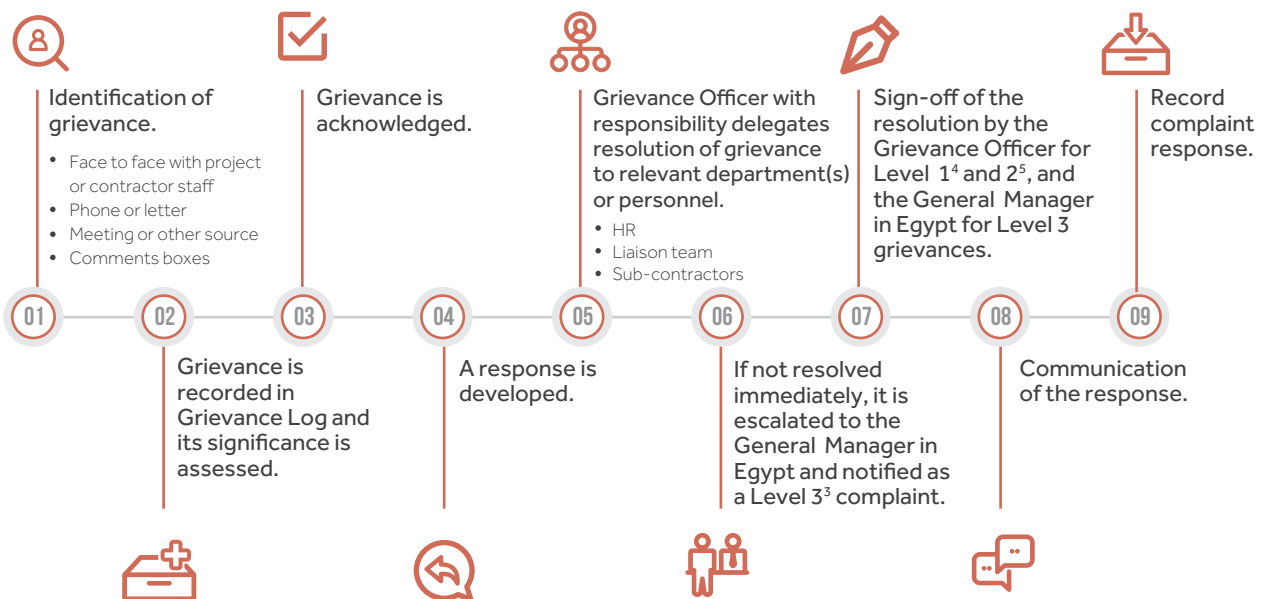 Identification of
grievance.
• Face to face with project
or contractor staff
• Phone or letter
• Meeting or other source
• Comments boxes
Grievance is
acknowledged.
Grievance Officer with
responsibility delegates
resolution of grievance
to relevant department(s)
or personnel.
• HR
• Liaison team
• Sub-contractors
Sign-off of the
resolution by the
Grievance Officer for
Level 1⁴ and 2⁵, and
the General Manager
in Egypt for Level 3
grievances.
Record
complaint
response.
01
02
03
04
05
06
07
08
09
Grievance is
recorded in
Grievance Log and
its significance is
assessed.
A response is
developed.
If not resolved
immediately, it is
escalated to the
General Manager in
Egypt and notified as
a Level 3³ complaint.
Communication
of the response.